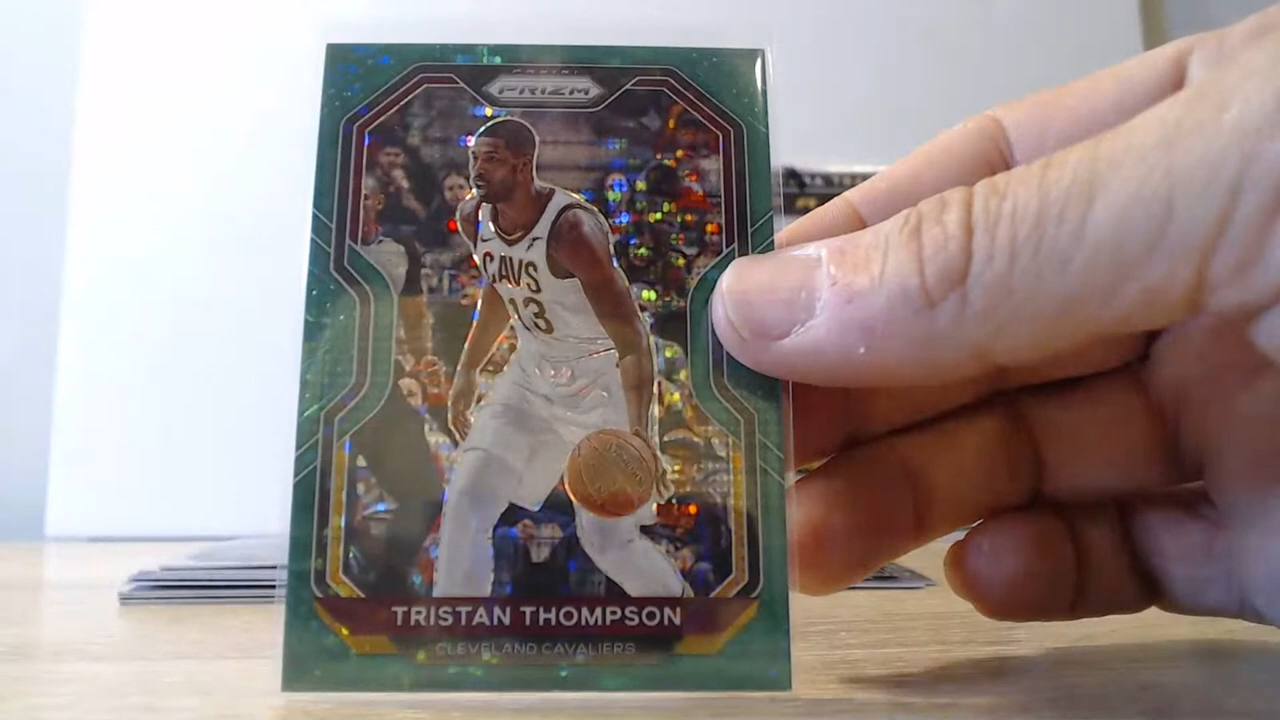 PANINI
PRIZM
CAVS
13
TRISTAN THOMPSON
CLEVELAND CAVALIERS